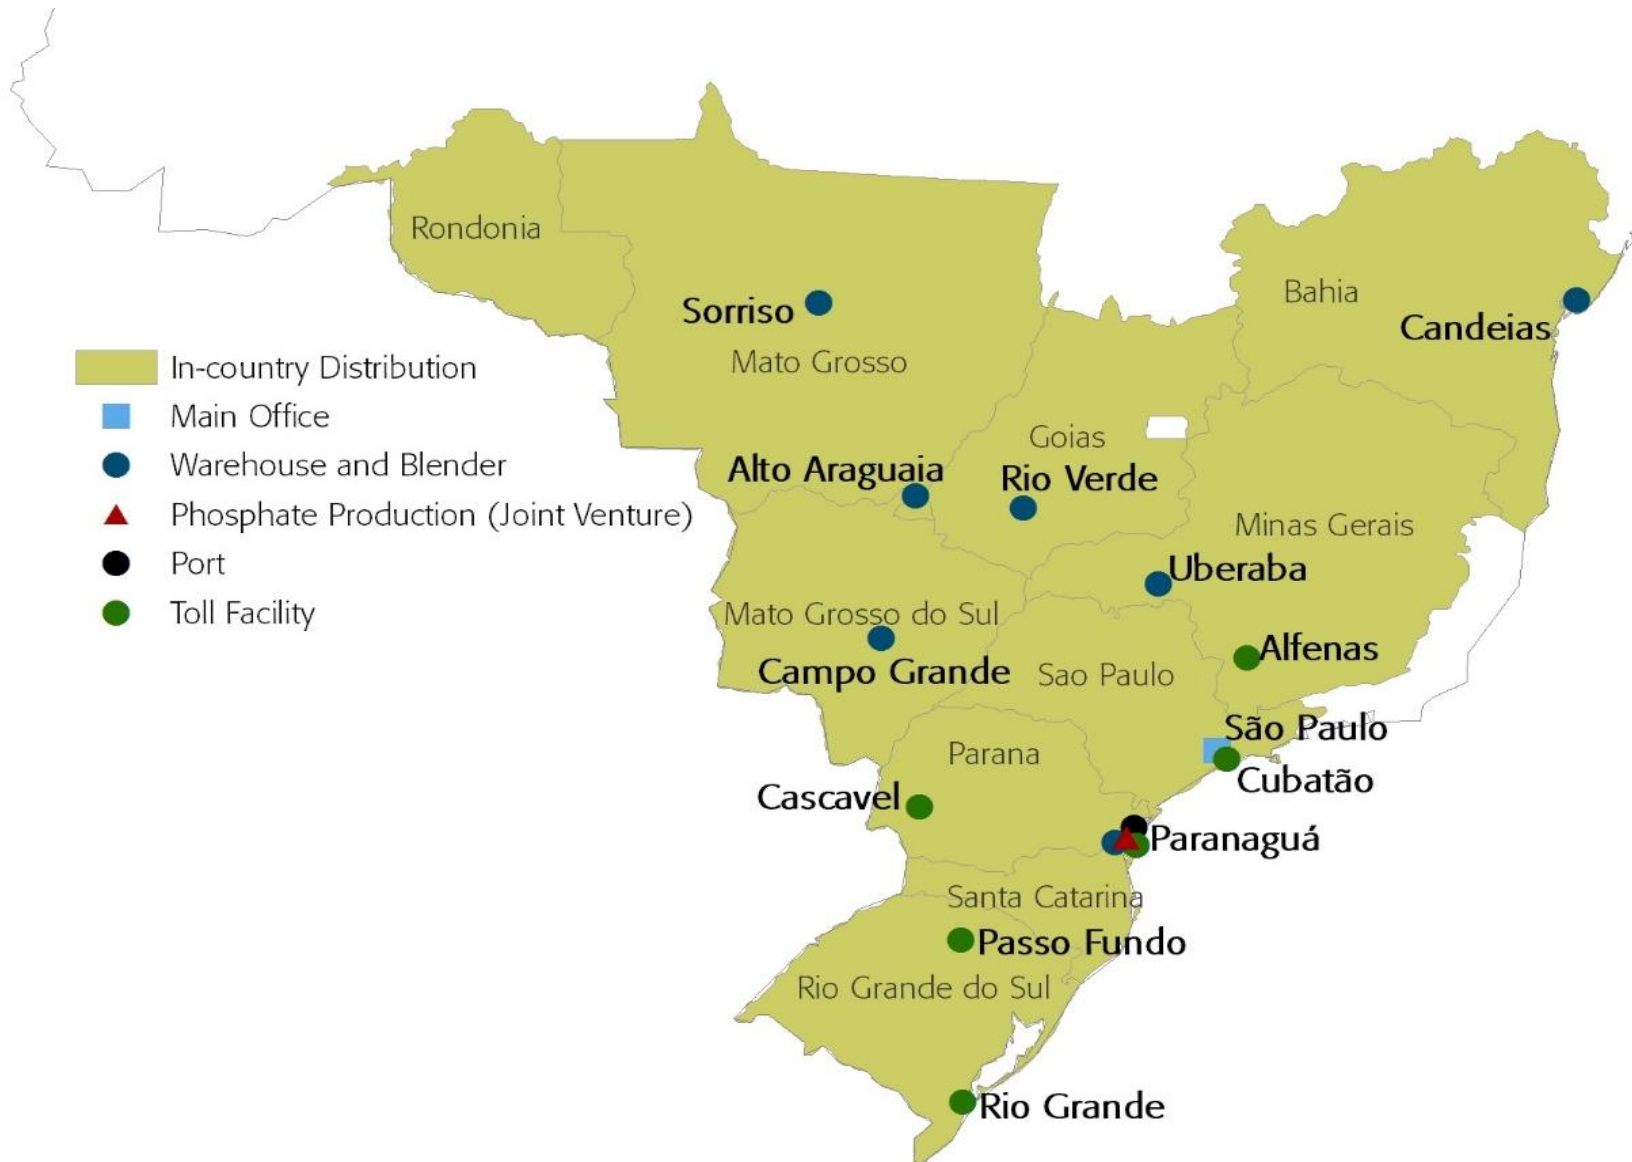 Rondonia
Sorriso
Mato Grosso
Bahia
Candeias
In-country Distribution
Main Office
Warehouse and Blender
Phosphate Production (Joint Venture)
Port
Toll Facility
Goias
Alto Araguaia
Rio Verde
Minas Gerais
Uberaba
Mato Grosso do Sul
Campo Grande
Alfenas
Sao Paulo
São Paulo
Cubatão
Parana
Cascavel
Paranaguá
Santa Catarina
Passo Fundo
Rio Grande do Sul
Rio Grande